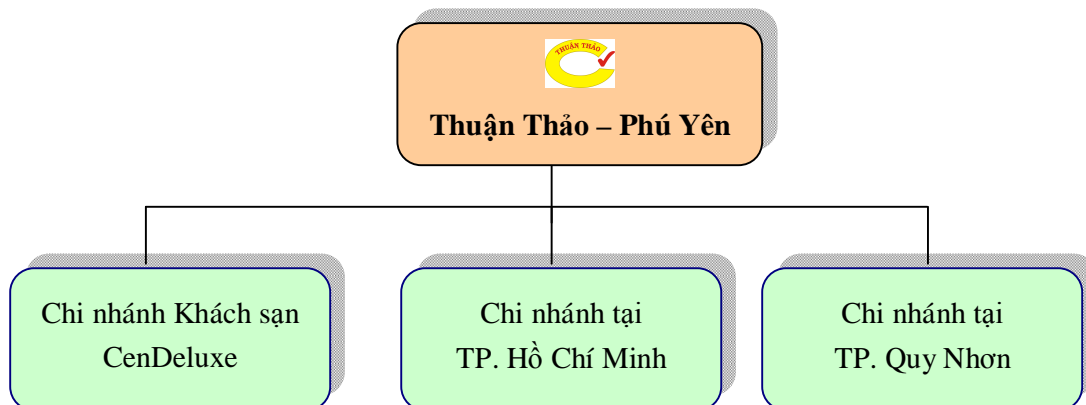 THUẬN THẢO
Thuận Thảo – Phú Yên
Chi nhánh Khách sạn
CenDeluxe
Chi nhánh tại
TP. Hồ Chí Minh
Chi nhánh tại
TP. Quy Nhơn